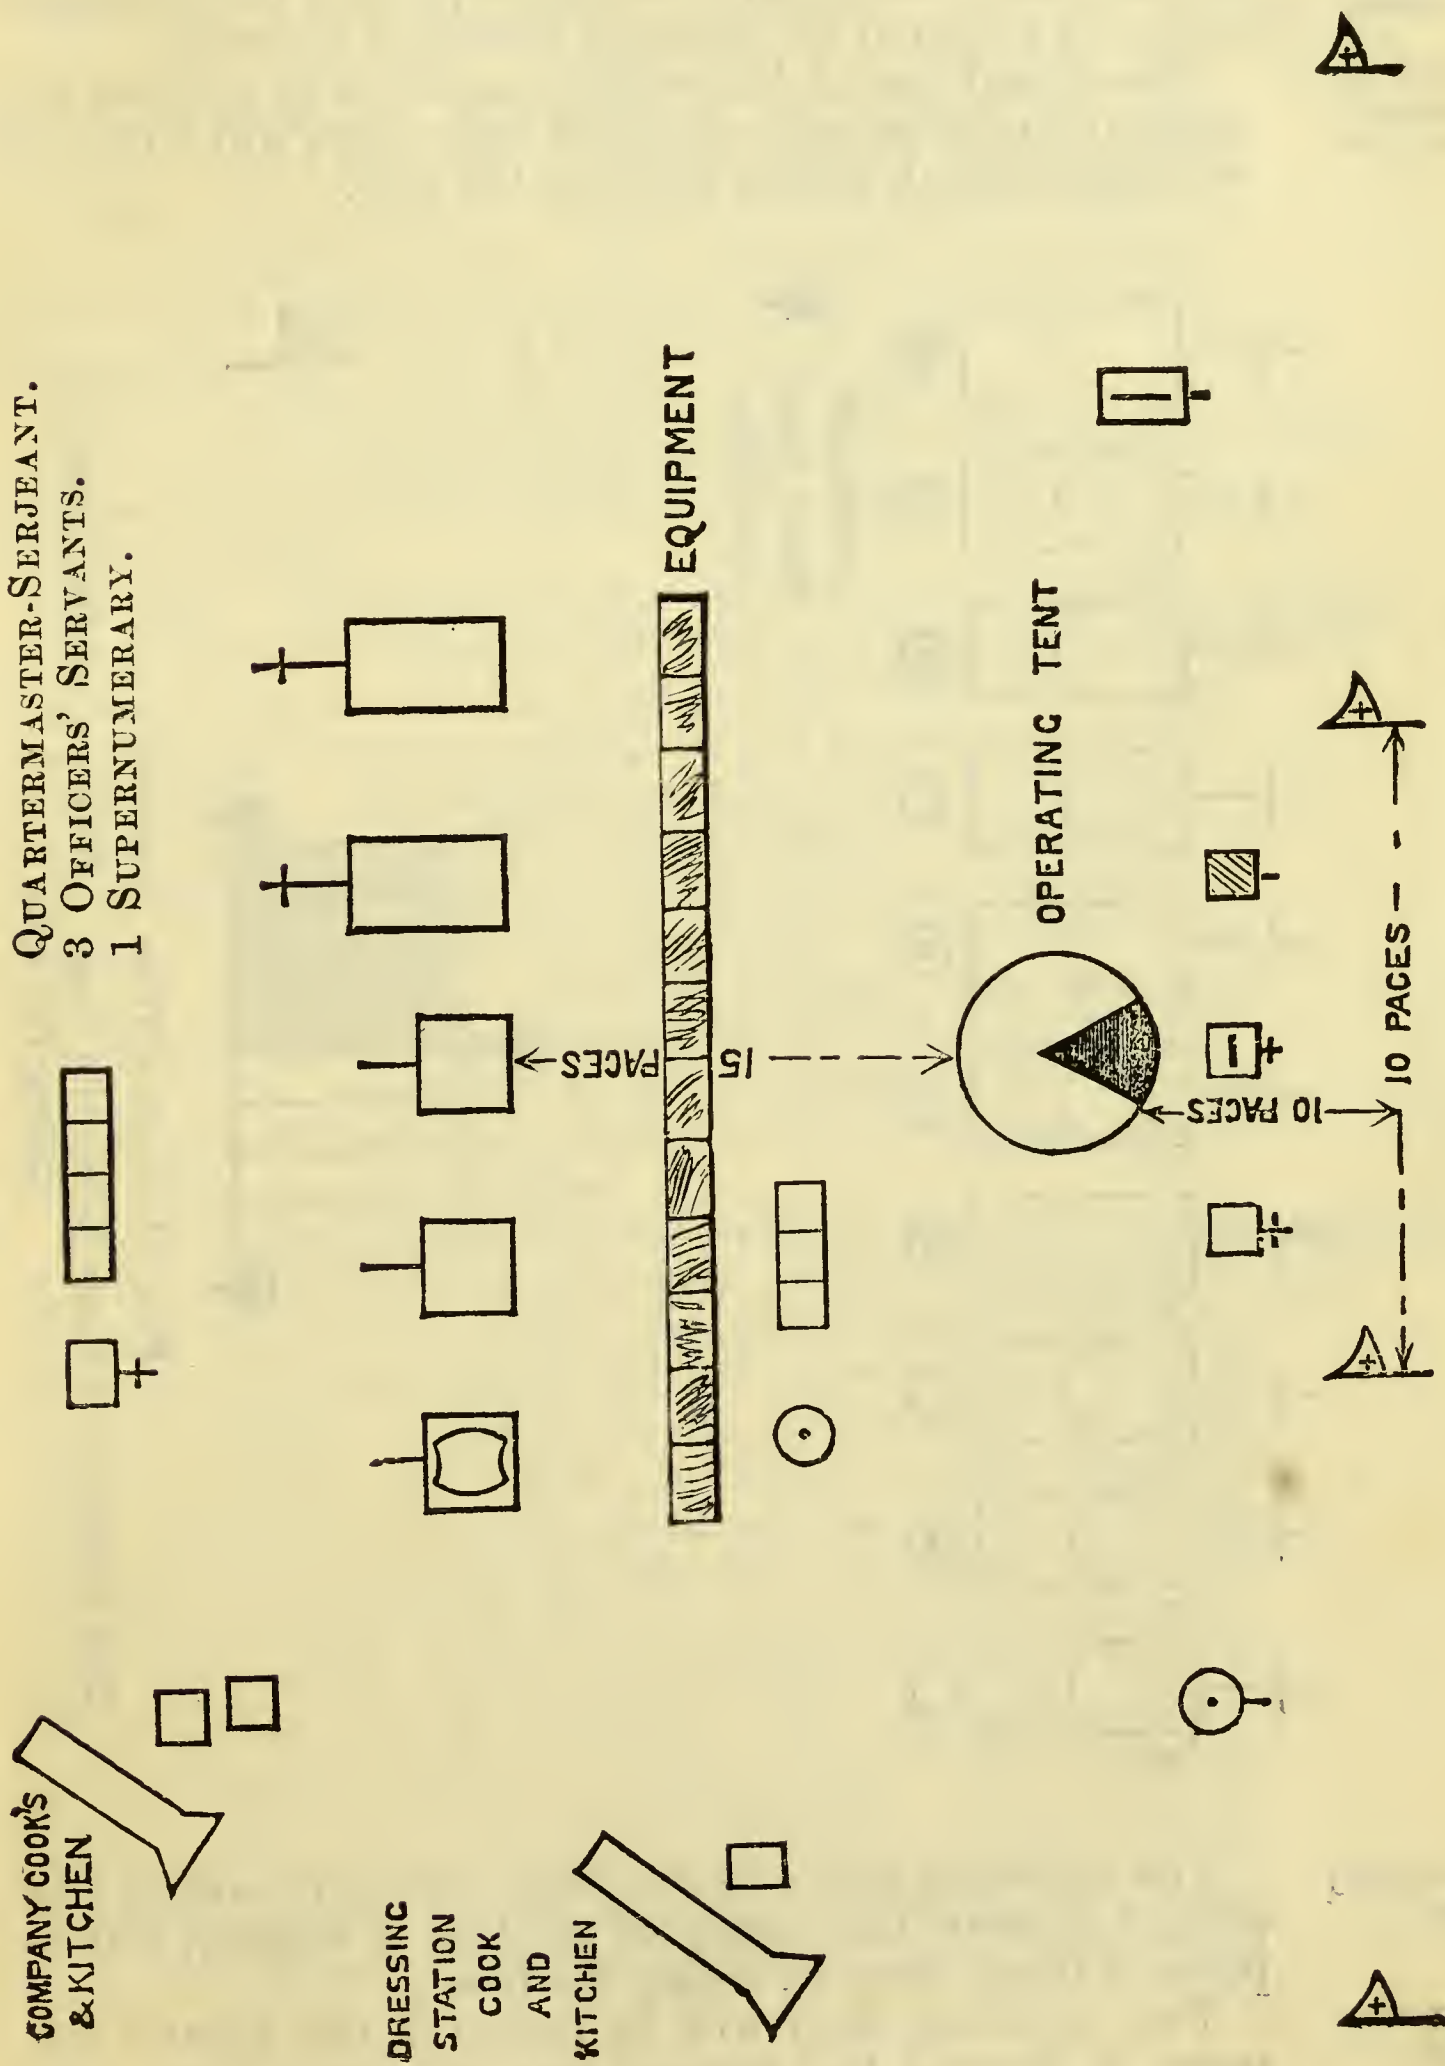 COMPANY COOK'S
& KITCHEN
QUARTERMASTER-SERJEANT.
3 OFFICERS' SERVANTS.
1 SUPERNUMERARY.
DRESSING
STATION
COOK
AND
KITCHEN
EQUIPMENT
15 PACES
OPERATING TENT
10 PACES
10 PACES